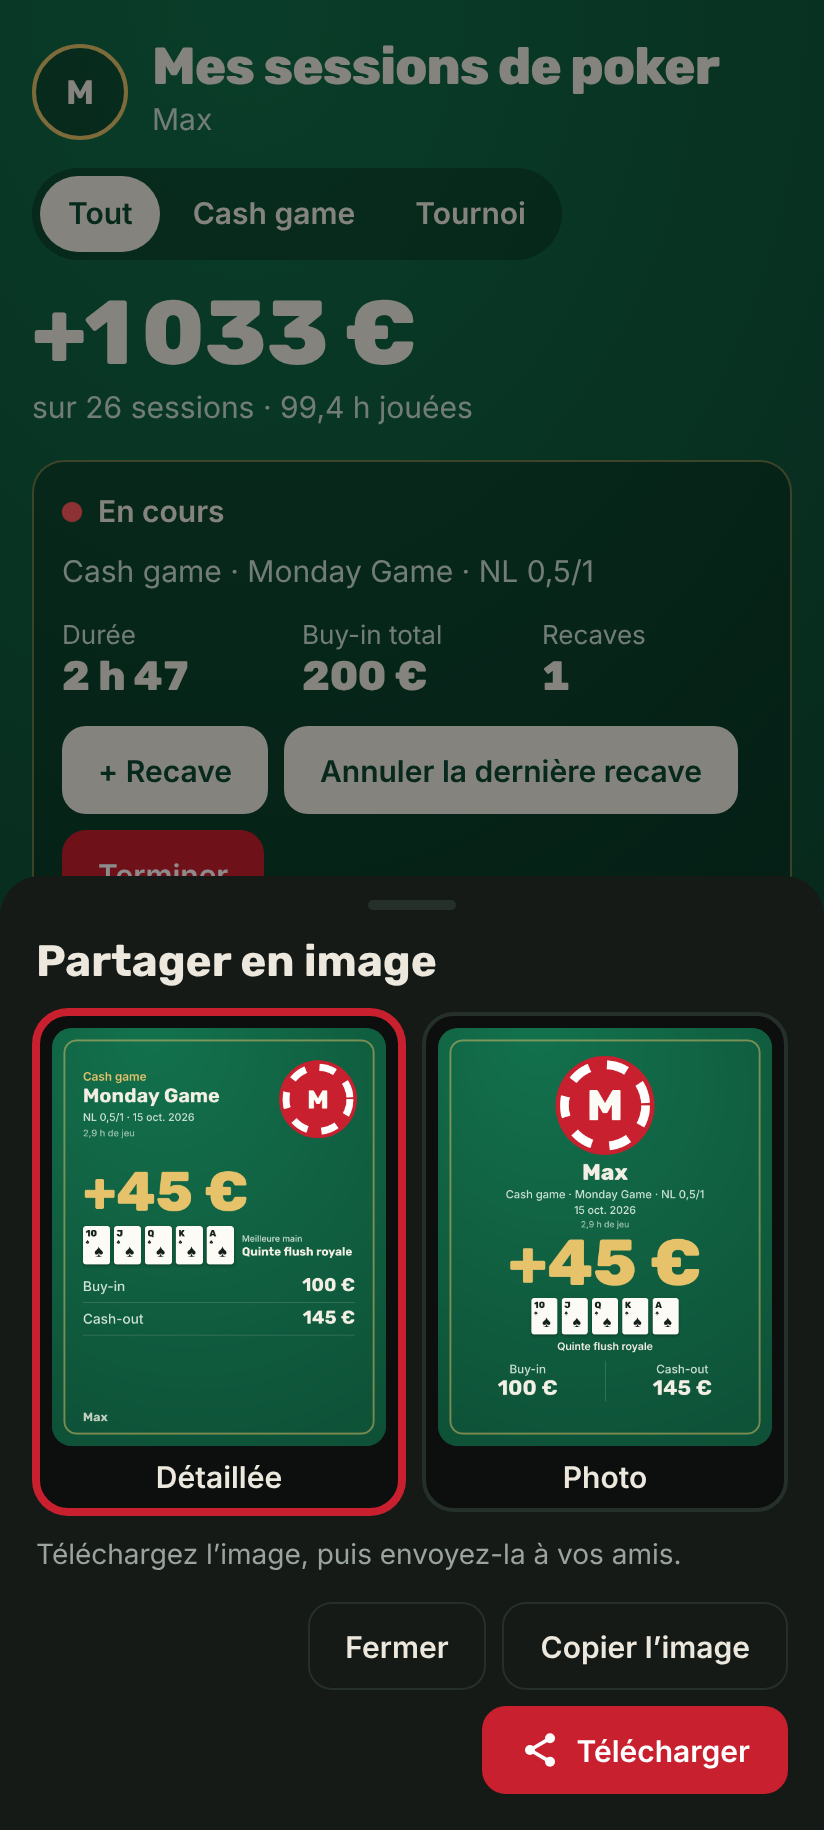 M
Mes sessions de poker
Max
Tout Cash game Tournoi
+1 033 €
sur 26 sessions · 99,4 h jouées
En cours
Cash game · Monday Game · NL 0,5/1
Durée Buy-in total Recaves
2 h 47 200 € 1
+ Recave Annuler la dernière recave
Terminer
Partager en image
Cash game
Monday Game
NL 0,5/1 · 15 oct. 2026
2,9 h de jeu
M
+45 €
10 J Q K A
Meilleure main
Quinte flush royale
Buy-in 100 €
Cash-out 145 €
Max
Détaillée
M
Max
Cash game · Monday Game · NL 0,5/1
15 oct. 2026
2,9 h de jeu
+45 €
10 J Q K A
Quinte flush royale
Buy-in Cash-out
100 € 145 €
Photo
Téléchargez l’image, puis envoyez-la à vos amis.
Fermer Copier l’image
Télécharger